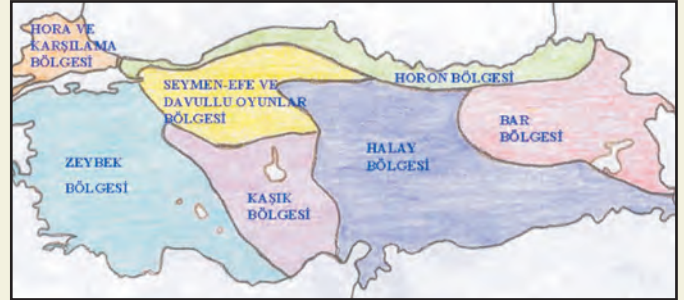 HORA VE
KARŞILAMA
BÖLGESİ
SEYMEN-EFE VE
DAVULLU OYUNLAR
BÖLGESİ
HORON BÖLGESİ
BAR
BÖLGESİ
HALAY
BÖLGESİ
ZEYBEK
BÖLGESİ
KAŞIK
BÖLGESİ